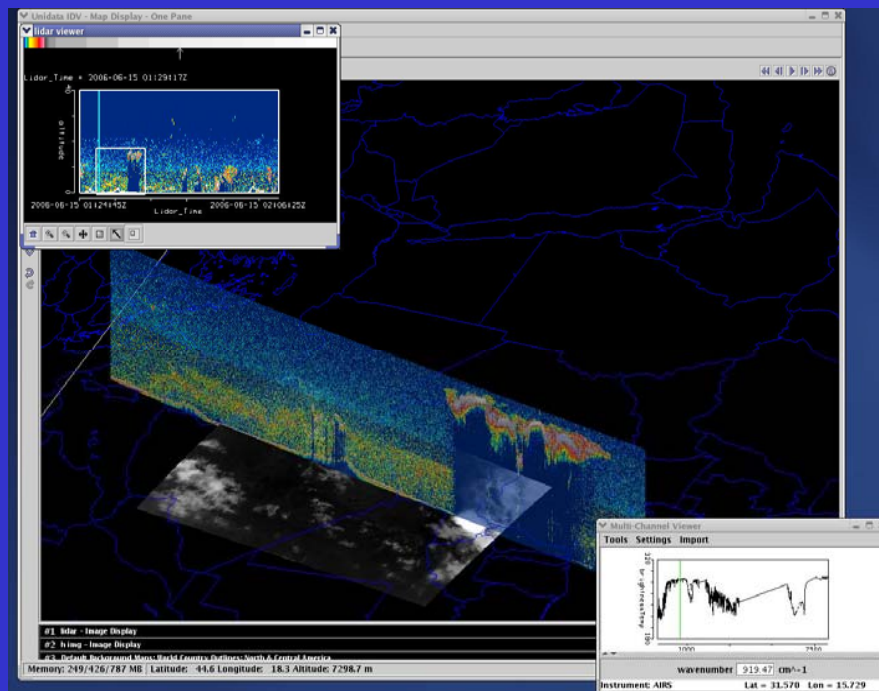 Unidata IDV - Map Display - One Pane
lidar viewer
Lidar_Time = 2006-06-15 01:29:17Z
altitude
0
2006-06-15 01:24:45Z
2006-06-15 02:06:25Z
Lidar_Time
Multi-Channel Viewer
Tools Settings Import
320
BrightnessTemp
180
1000
2500
wavenumber 919.47 cm^-1
Instrument: AIRS
Lat = 31.570 Lon = 15.729
#1 lidar - Image Display
#2 h img - Image Display
#3 Default Background Maps: World Country Outlines; North & Central America
Memory: 249/426/787 MB Latitude: 44.6 Longitude: 18.3 Altitude: 7298.7 m